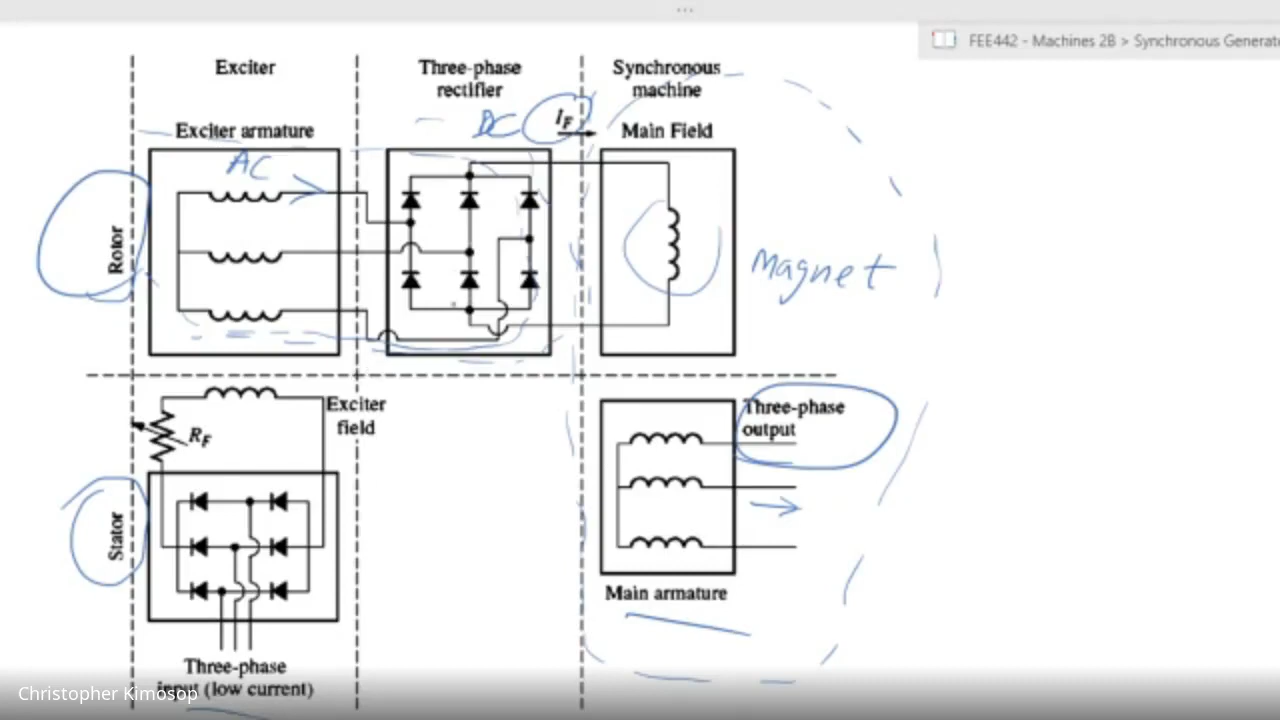 FEE442 - Machines 2B > Synchronous Generat
Exciter
Three-phase
rectifier
Synchronous
machine
DC
IF
Exciter armature
Main Field
AC
Rotor
Magnet
Exciter
field
RF
Three-phase
output
Stator
Main armature
Three-phase
input (low current)
Christopher Kimosop